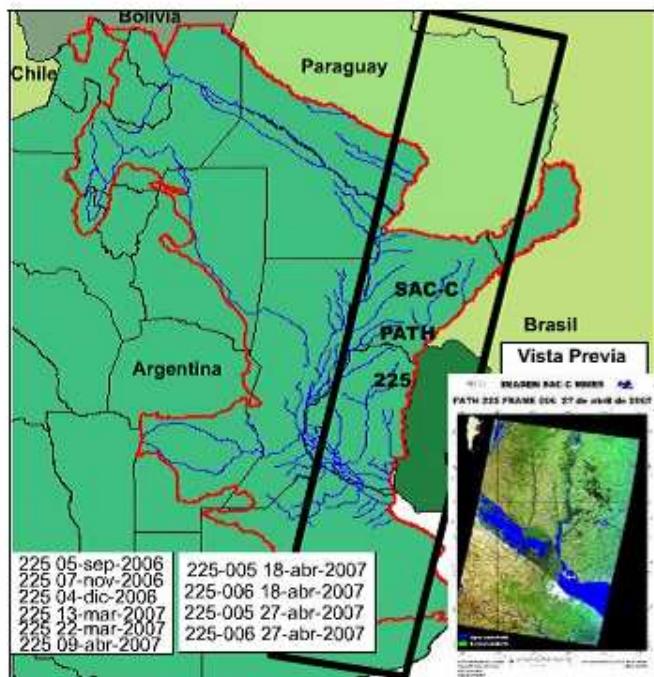 Bolivia
Chile
Paraguay
SAC-C
PATH
225
Brasil
Argentina
Vista Previa
IMAGEN SAC-C MMRS
PATH 225 FRAME 006 27 de abril de 2007
225 05-sep-2006
225 07-nov-2006
225 04-dic-2006
225 13-mar-2007
225 22-mar-2007
225 09-abr-2007
225-005 18-abr-2007
225-006 18-abr-2007
225-005 27-abr-2007
225-006 27-abr-2007